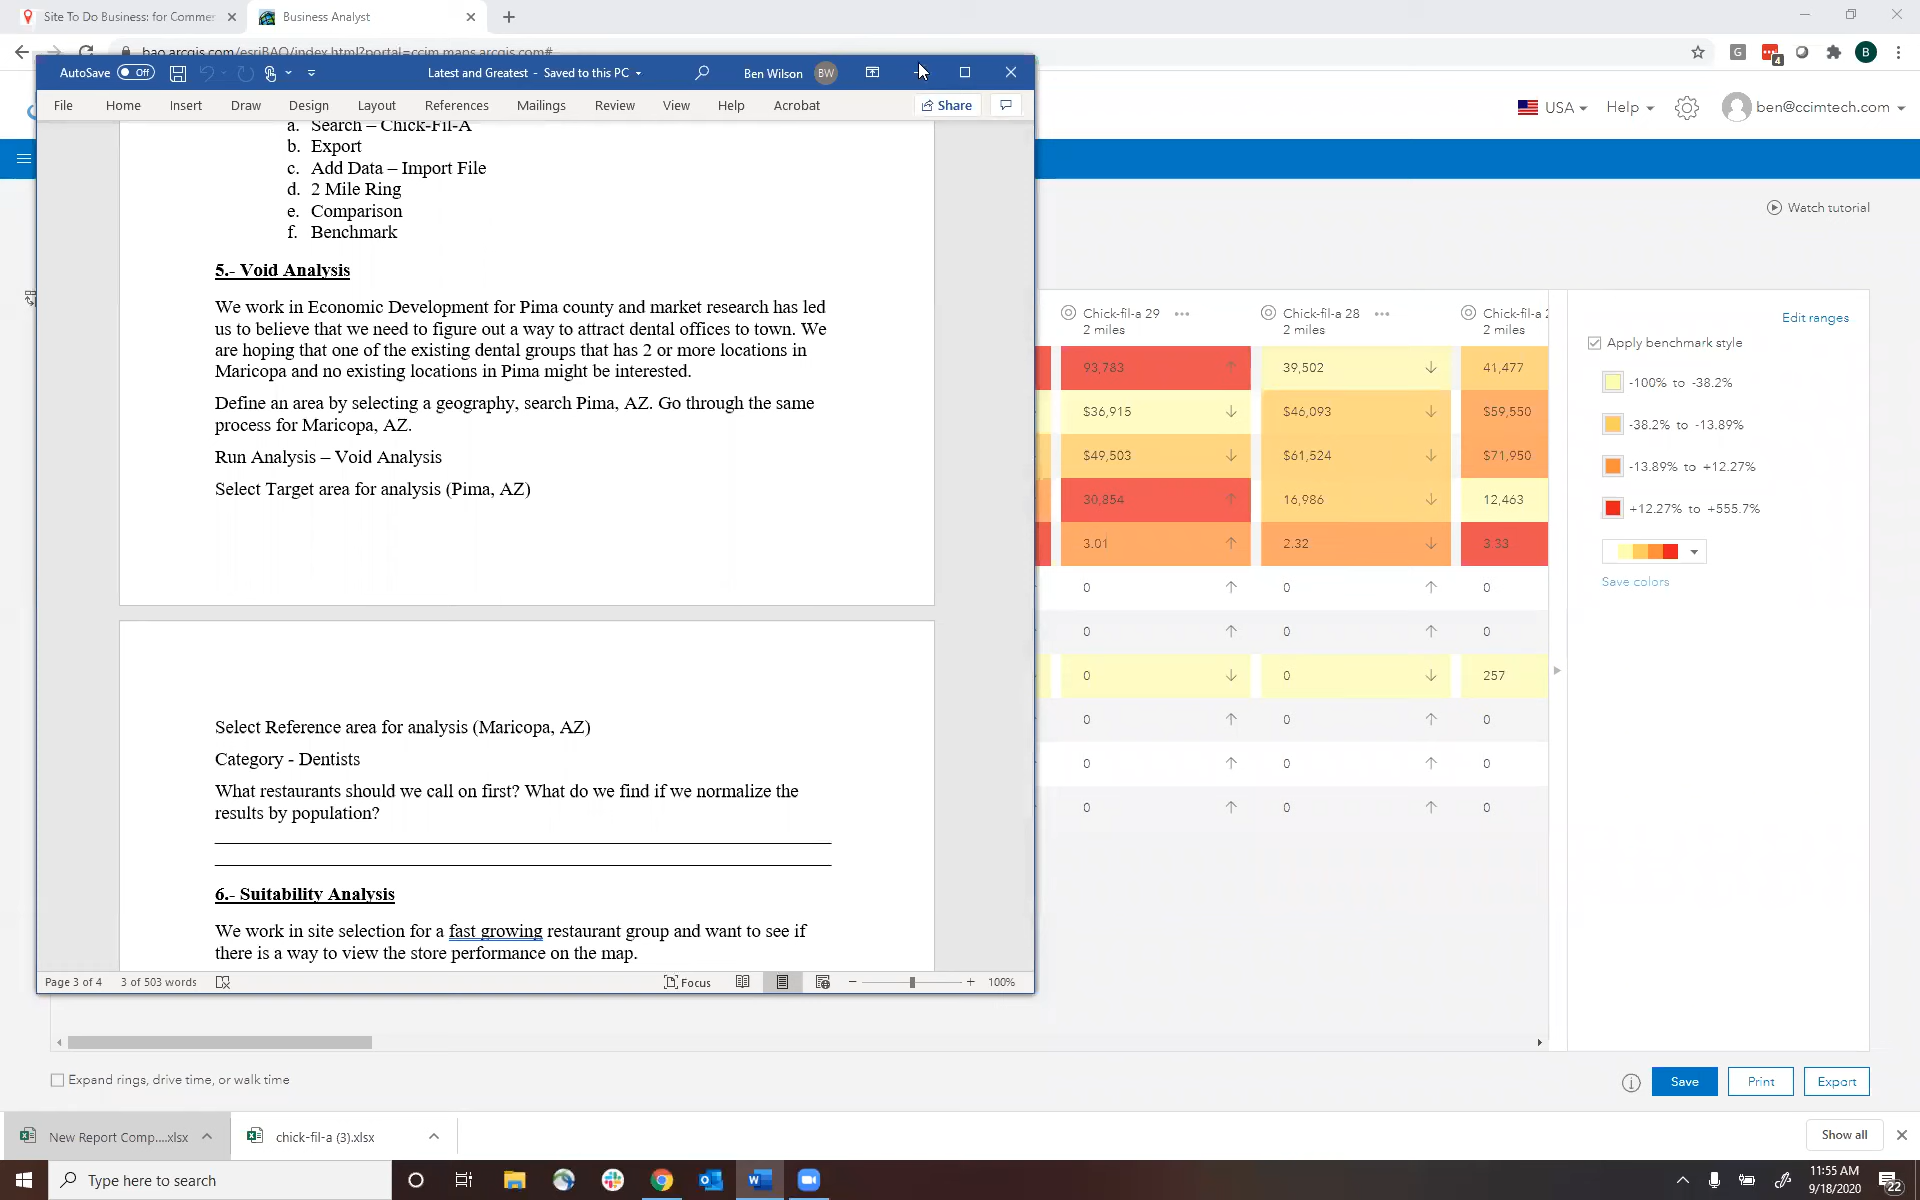 Site To Do Business: for Commer
Business Analyst
bao.arcgis.com/esriBAO/index.html?portal=ccim.maps.arcgis.com#
G
4
B
AutoSave Off
Latest and Greatest - Saved to this PC
Ben Wilson BW
File Home Insert Draw Design Layout References Mailings Review View Help Acrobat
Share
USA Help ben@ccimtech.com
Watch tutorial
a. Search – Chick-Fil-A
b. Export
c. Add Data – Import File
d. 2 Mile Ring
e. Comparison
f. Benchmark
5.- Void Analysis
We work in Economic Development for Pima county and market research has led
us to believe that we need to figure out a way to attract dental offices to town. We
are hoping that one of the existing dental groups that has 2 or more locations in
Maricopa and no existing locations in Pima might be interested.
Define an area by selecting a geography, search Pima, AZ. Go through the same
process for Maricopa, AZ.
Run Analysis – Void Analysis
Select Target area for analysis (Pima, AZ)
Select Reference area for analysis (Maricopa, AZ)
Category - Dentists
What restaurants should we call on first? What do we find if we normalize the
results by population?
6.- Suitability Analysis
We work in site selection for a fast growing restaurant group and want to see if
there is a way to view the store performance on the map.
Page 3 of 4 3 of 503 words
Focus
100%
Chick-fil-a 29 Chick-fil-a 28 Chick-fil-a 2
2 miles 2 miles 2 miles
93,783 39,502 41,477
$36,915 $46,093 $59,550
$49,503 $61,524 $71,950
30,854 16,986 12,463
3.01 2.32 3.33
0 0 0
0 0 0
0 0 257
0 0 0
0 0 0
0 0 0
Edit ranges
Apply benchmark style
-100% to -38.2%
-38.2% to -13.89%
-13.89% to +12.27%
+12.27% to +555.7%
Save colors
Expand rings, drive time, or walk time
Save Print Export
New Report Comp....xlsx
chick-fil-a (3).xlsx
Show all
Type here to search
11:55 AM
9/18/2020
22